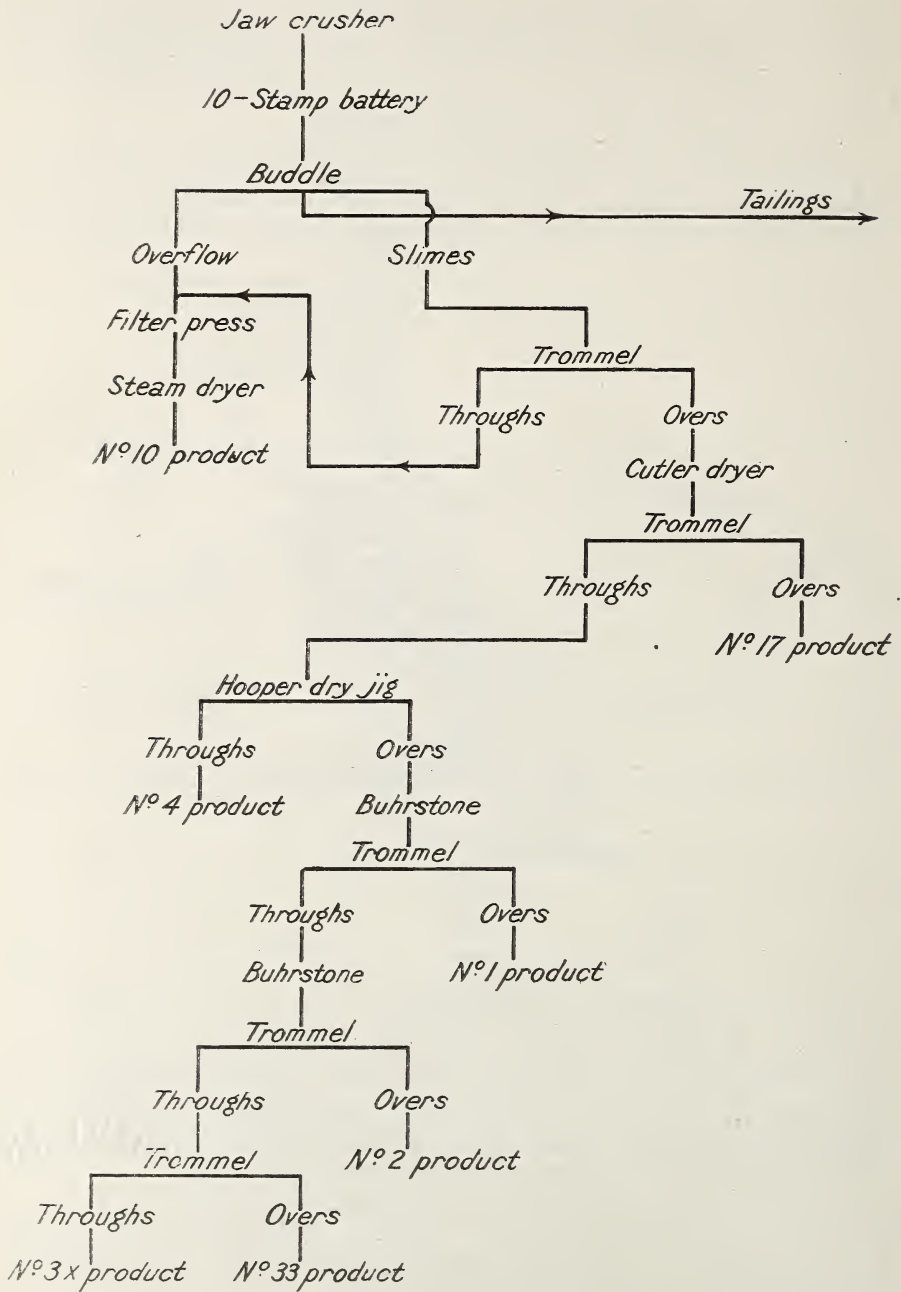 Jaw crusher
10-Stamp battery
Buddle
Tailings
Overflow
Slimes
Filter press
Trommel
Steam dryer
Throughs
Overs
Nº 10 product
Cutler dryer
Trommel
Throughs
Overs
Nº 17 product
Hooper dry jig
Throughs
Overs
Nº 4 product
Buhrstone
Trommel
Throughs
Overs
Buhrstone
Nº 1 product
Trommel
Throughs
Overs
Trommel
Nº 2 product
Throughs
Overs
Nº 3x product
Nº 33 product